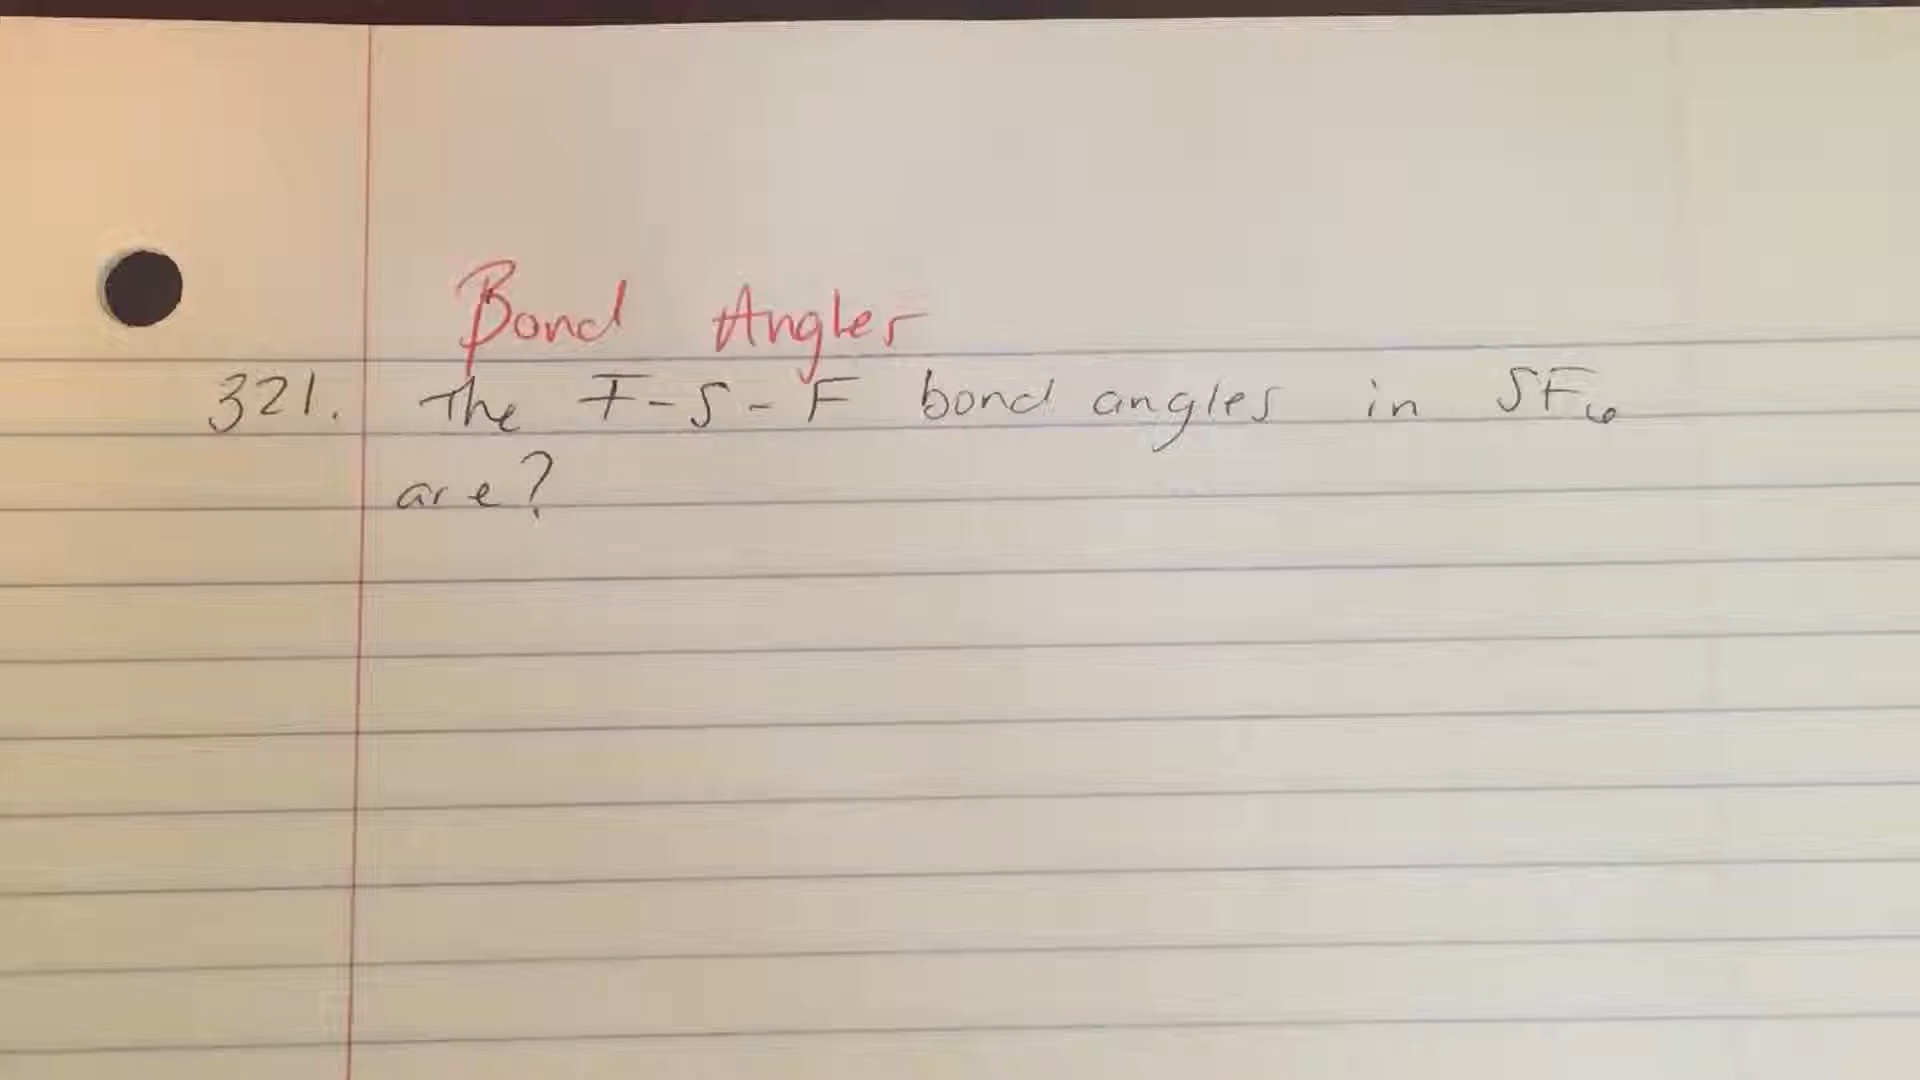 Bond Angles
321. The F-S-F bond angles in SF₆
are?